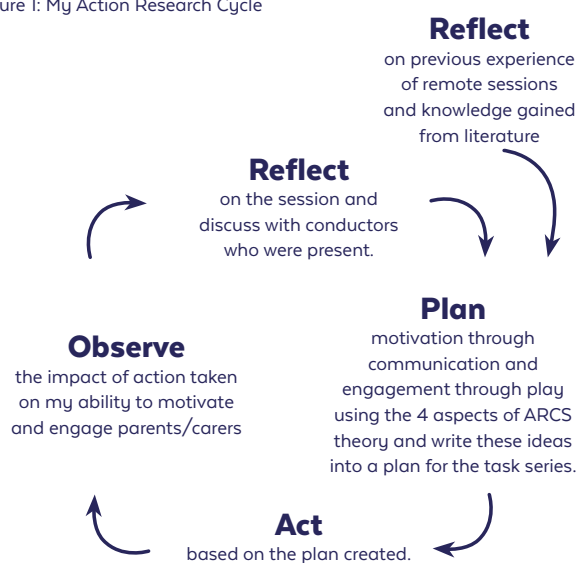 ure 1: My Action Research Cycle
Reflect
on previous experience
of remote sessions
and knowledge gained
from literature
Reflect
on the session and
discuss with conductors
who were present.
Plan
motivation through
communication and
engagement through play
using the 4 aspects of ARCS
theory and write these ideas
into a plan for the task series.
Act
based on the plan created.
Observe
the impact of action taken
on my ability to motivate
and engage parents/carers